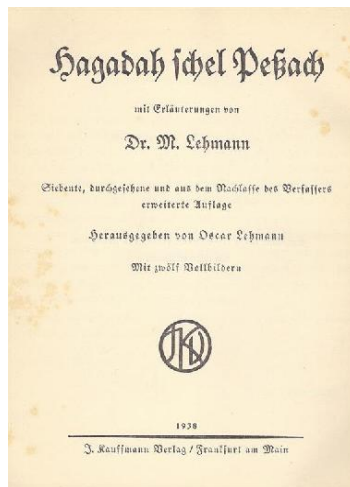 Hagadah schel Peßach
mit Erläuterungen von
Dr. M. Lehmann
Siebente, durchgesehene und aus dem Nachlasse des Verfassers
erweiterte Auflage
Herausgegeben von Oscar Lehmann
Mit zwölf Vollbildern
JKV
1938
J. Kauffmann Verlag / Frankfurt am Main